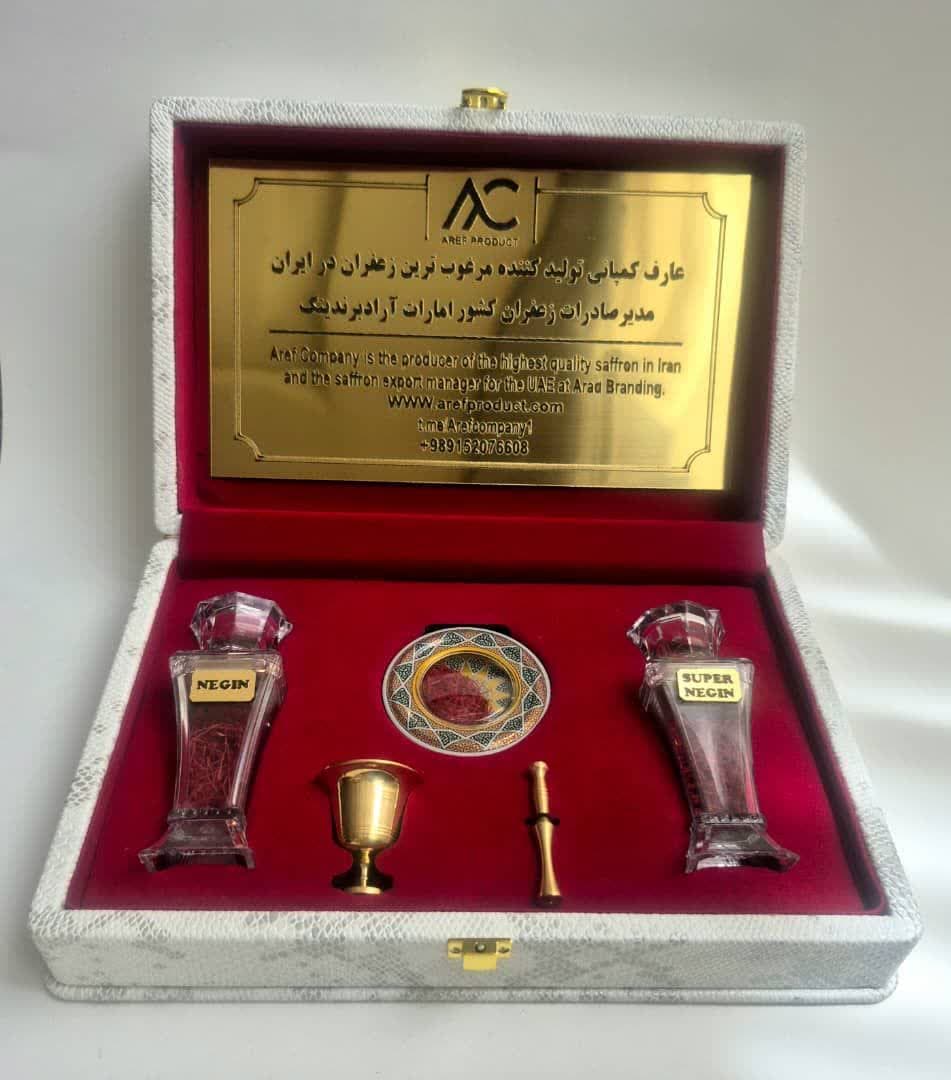 AC
AREF PRODUCT
عارف کمپانی تولید کننده مرغوب ترین زعفران در ایران
مدیر صادرات زعفران کشور امارات آرادبرندینگ
Aref Company is the producer of the highest quality saffron in Iran
and the saffron export manager for the UAE at Arad Branding.
WWW.arefproduct.com
t.me/Arefcompany1
+989152076608
NEGIN
SUPER
NEGIN